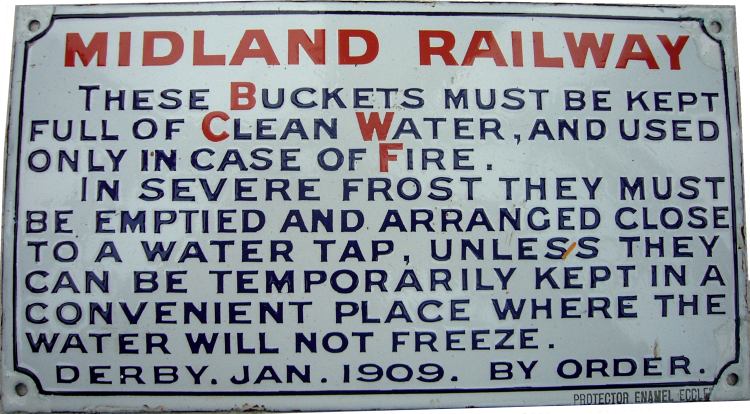 MIDLAND RAILWAY
THESE BUCKETS MUST BE KEPT
FULL OF CLEAN WATER, AND USED
ONLY IN CASE OF FIRE.
IN SEVERE FROST THEY MUST
BE EMPTIED AND ARRANGED CLOSE
TO A WATER TAP, UNLESS THEY
CAN BE TEMPORARILY KEPT IN A
CONVENIENT PLACE WHERE THE
WATER WILL NOT FREEZE.
DERBY. JAN. 1909. BY ORDER.
PROTECTOR ENAMEL